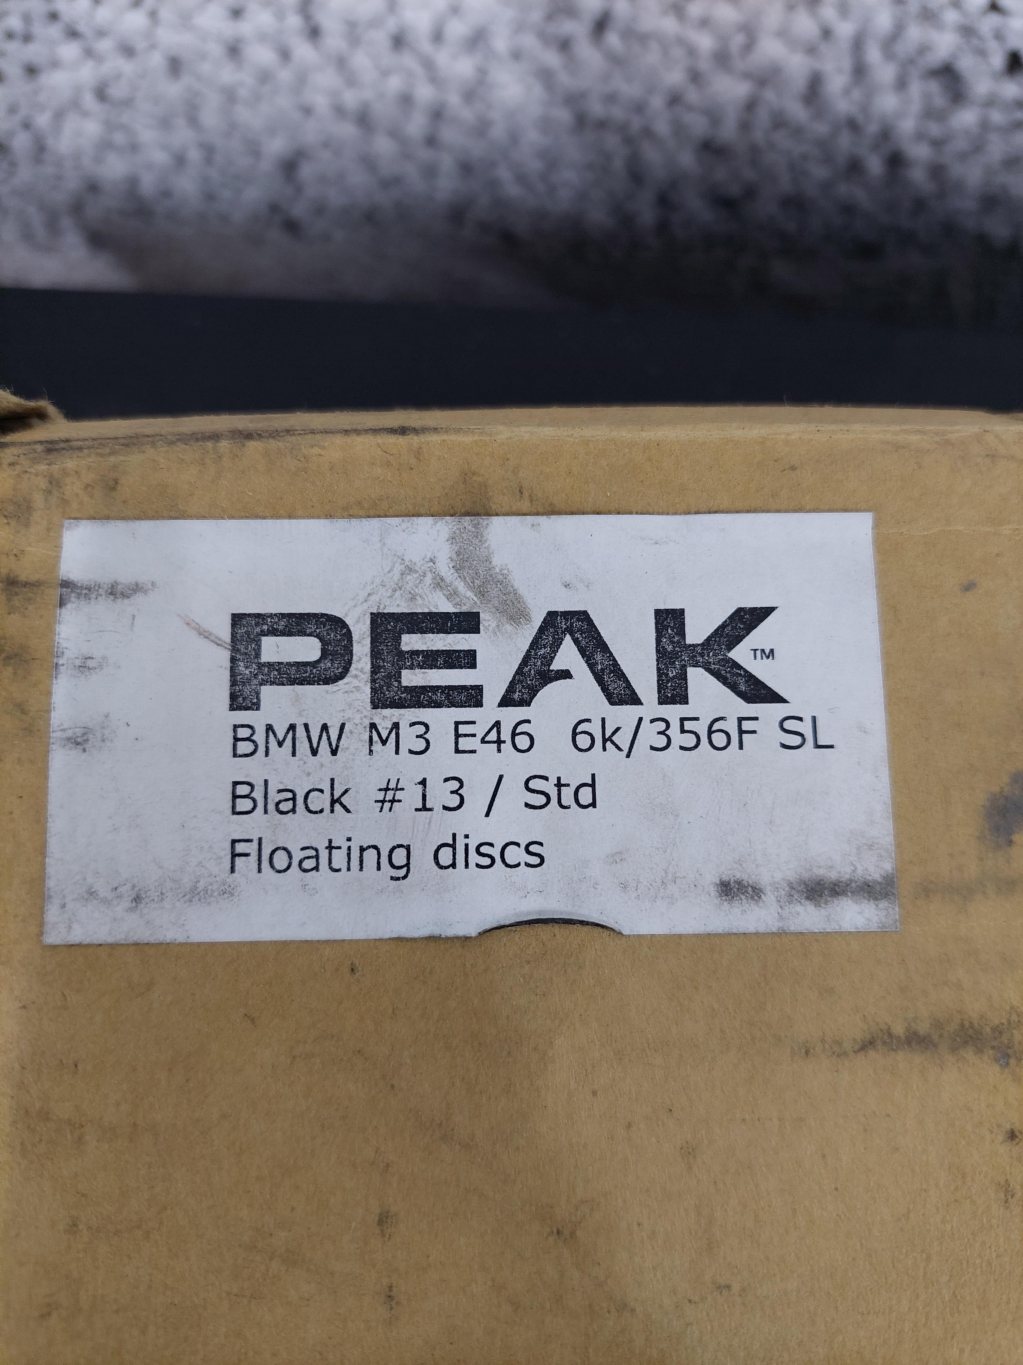 PEAK™
BMW M3 E46 6k/356F SL
Black #13 / Std
Floating discs